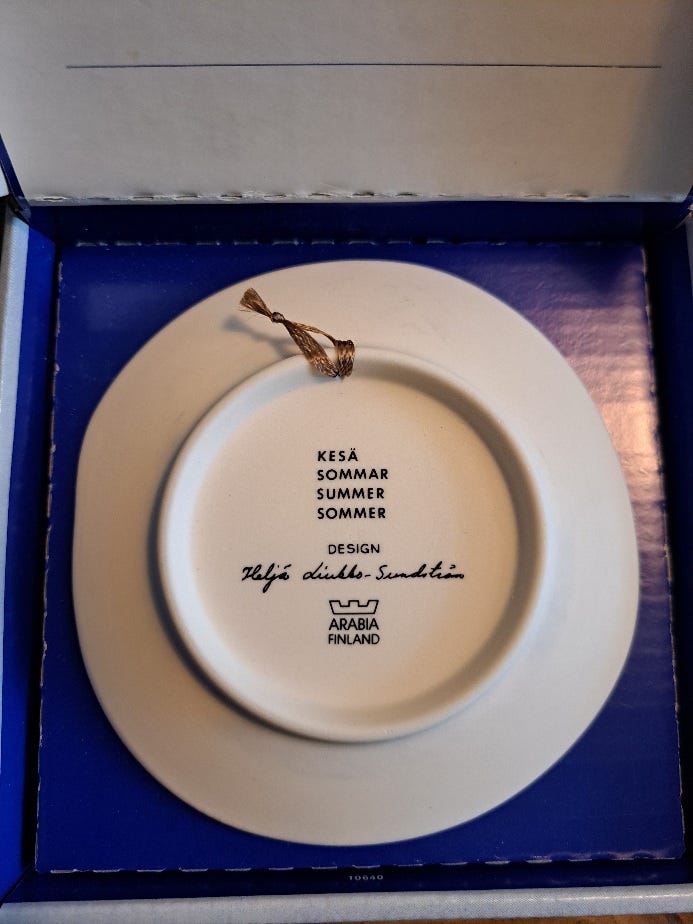 KESÄ
SOMMAR
SUMMER
SOMMER
DESIGN
Heljä Liukko-Sundström
ARABIA
FINLAND
10640